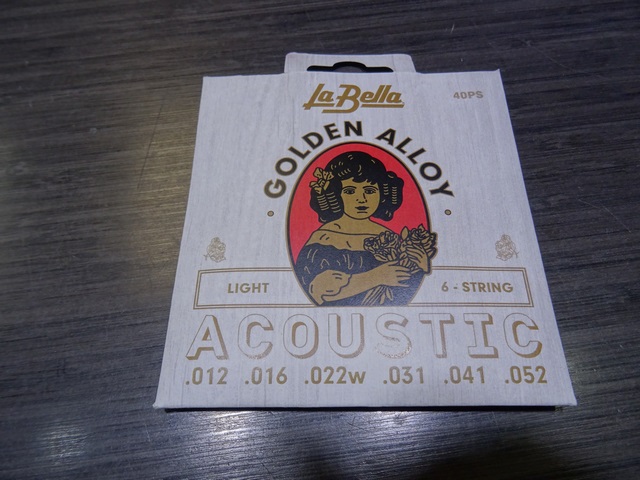 La Bella
40PS
GOLDEN ALLOY
LIGHT
6 - STRING
ACOUSTIC
.012 .016 .022w .031 .041 .052